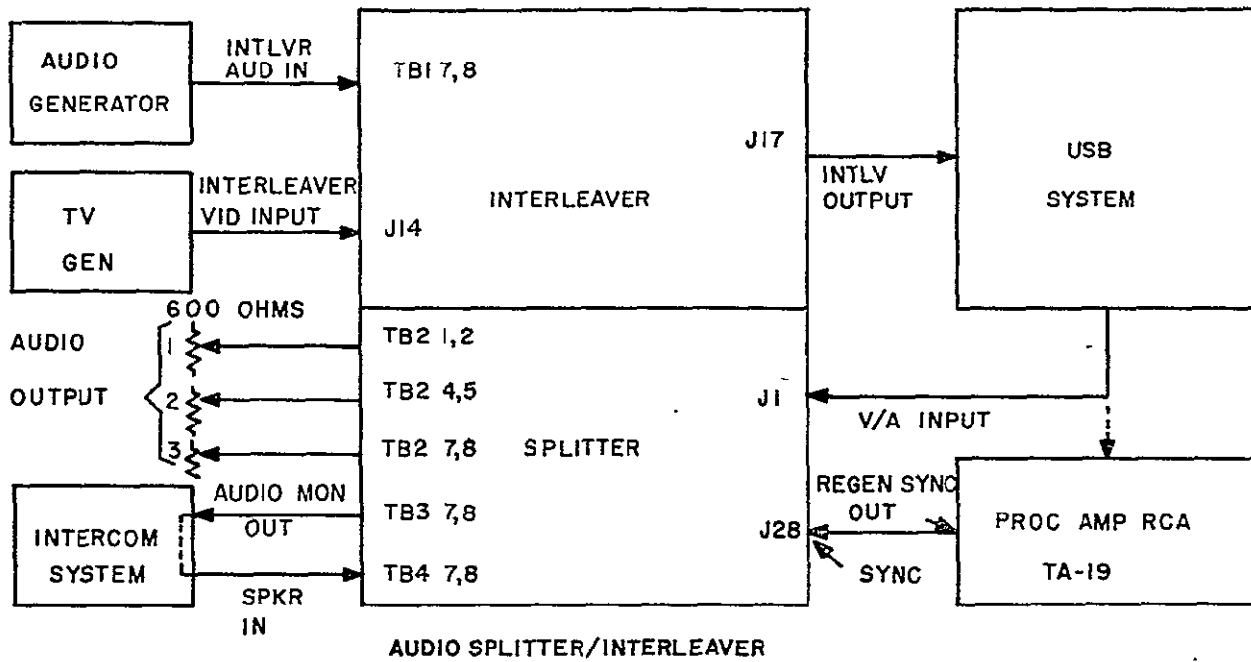 AUDIO
GENERATOR
INTLVR
AUD IN
TB1 7,8
J17
INTERLEAVER
INTLV
OUTPUT
USB
SYSTEM
TV
GEN
INTERLEAVER
VID INPUT
J14
600 OHMS
AUDIO
OUTPUT
1
2
3
TB2 1,2
TB2 4,5
TB2 7,8
SPLITTER
J1
V/A INPUT
INTERCOM
SYSTEM
AUDIO MON
OUT
TB3 7,8
TB4 7,8
SPKR
IN
J28
REGEN SYNC
OUT
SYNC
PROC AMP RCA
TA-19
AUDIO SPLITTER/INTERLEAVER